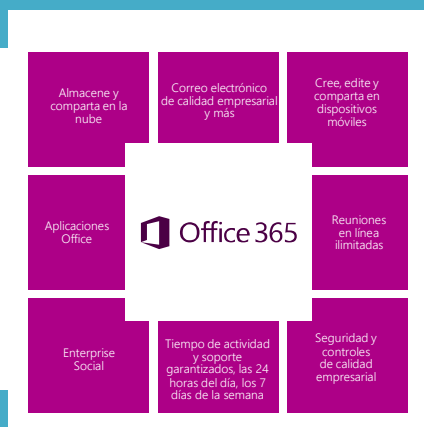 Almacene y
comparta en la
nube
Correo electrónico
de calidad empresarial
y más
Cree, edite y
comparta en
dispositivos
móviles
Aplicaciones
Office
Office 365
Reuniones
en línea
ilimitadas
Enterprise
Social
Tiempo de actividad
y soporte
garantizados, las 24
horas del día, los 7
días de la semana
Seguridad y
controles
de calidad
empresarial